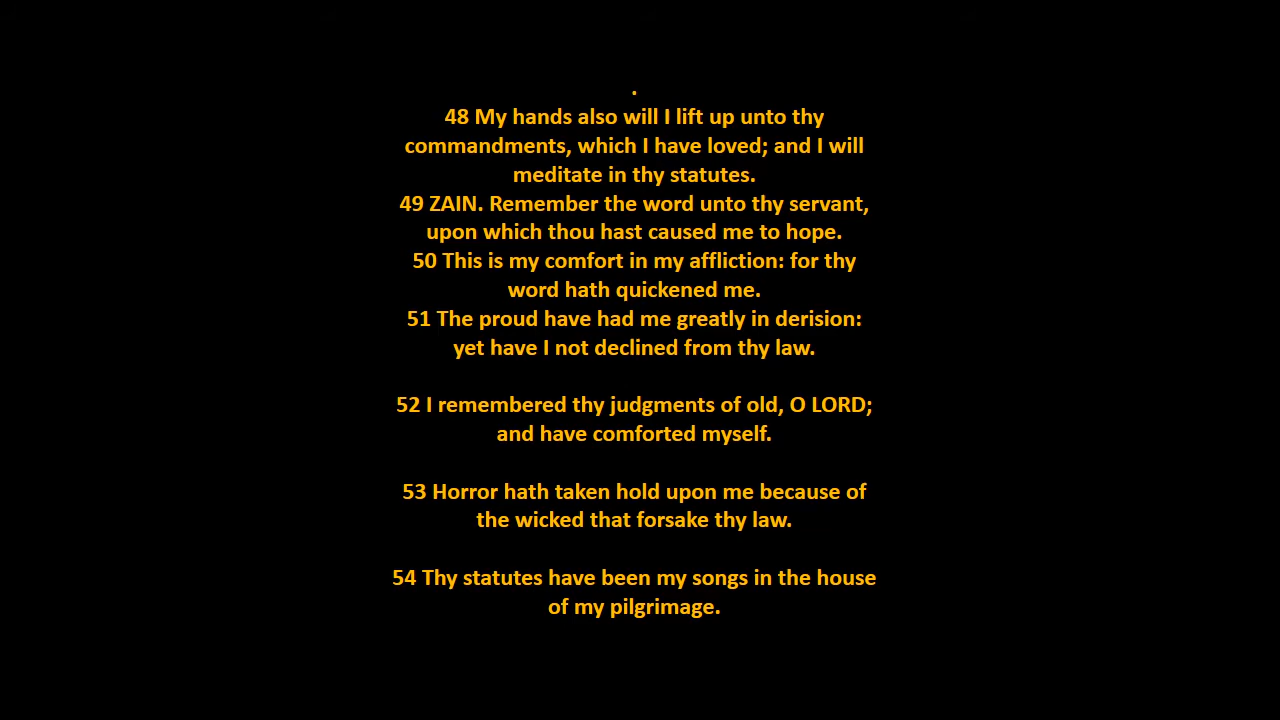 .
48 My hands also will I lift up unto thy
commandments, which I have loved; and I will
meditate in thy statutes.
49 ZAIN. Remember the word unto thy servant,
upon which thou hast caused me to hope.
50 This is my comfort in my affliction: for thy
word hath quickened me.
51 The proud have had me greatly in derision:
yet have I not declined from thy law.
52 I remembered thy judgments of old, O LORD;
and have comforted myself.
53 Horror hath taken hold upon me because of
the wicked that forsake thy law.
54 Thy statutes have been my songs in the house
of my pilgrimage.